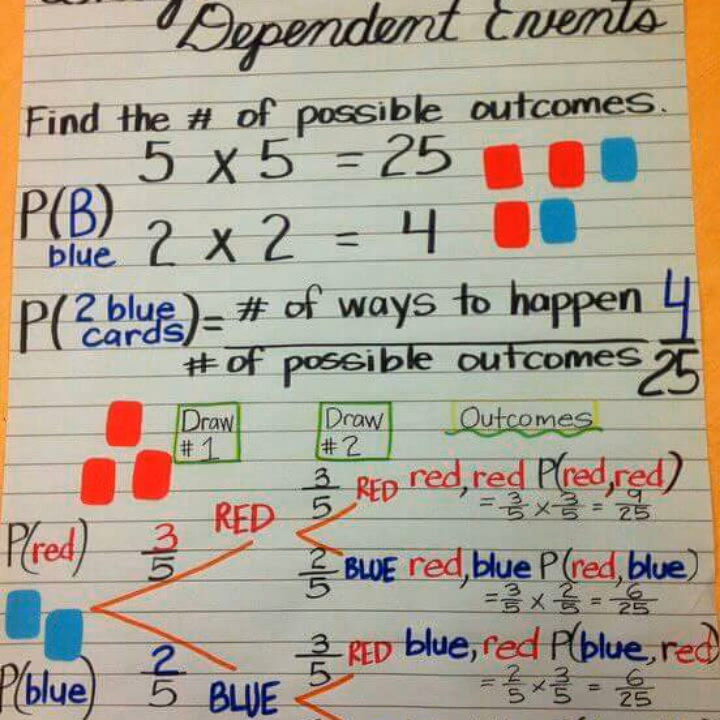 Dependent Events
Find the # of possible outcomes.
5 x 5 = 25
P(B) 2 x 2 = 4
blue
P(2 blue cards) = # of ways to happen 4
# of possible outcomes 25
Draw #1 Draw #2 Outcomes
3/5 RED red, red P(red, red)
= 3/5 x 3/5 = 9/25
P(red) 3/5 RED
2/5 BLUE red, blue P(red, blue)
= 3/5 x 2/5 = 6/25
3/5 RED blue, red P(blue, red)
= 2/5 x 3/5 = 6/25
P(blue) 2/5 BLUE